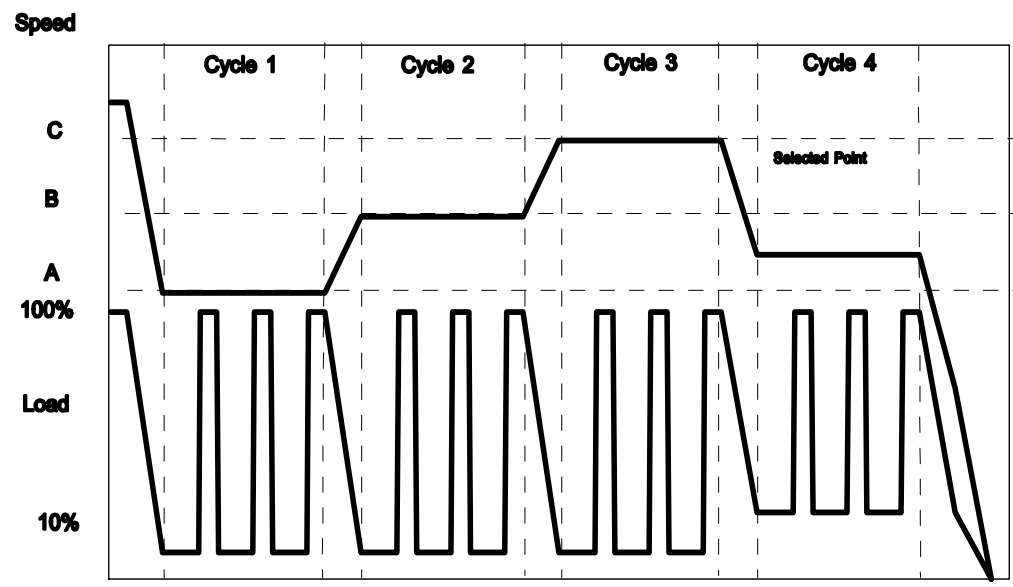 Speed
Cycle 1
Cycle 2
Cycle 3
Cycle 4
C
Selected Point
B
A
100%
Load
10%